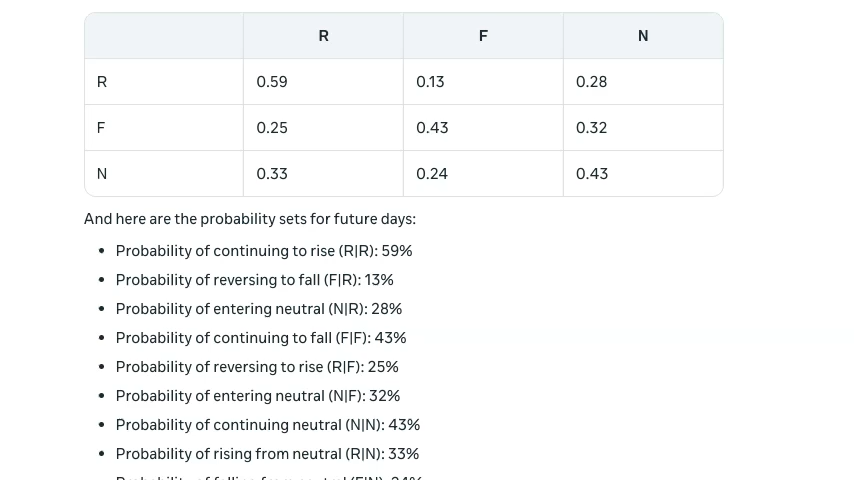 R F N
R 0.59 0.13 0.28
F 0.25 0.43 0.32
N 0.33 0.24 0.43
And here are the probability sets for future days:
• Probability of continuing to rise (R|R): 59%
• Probability of reversing to fall (F|R): 13%
• Probability of entering neutral (N|R): 28%
• Probability of continuing to fall (F|F): 43%
• Probability of reversing to rise (R|F): 25%
• Probability of entering neutral (N|F): 32%
• Probability of continuing neutral (N|N): 43%
• Probability of rising from neutral (R|N): 33%